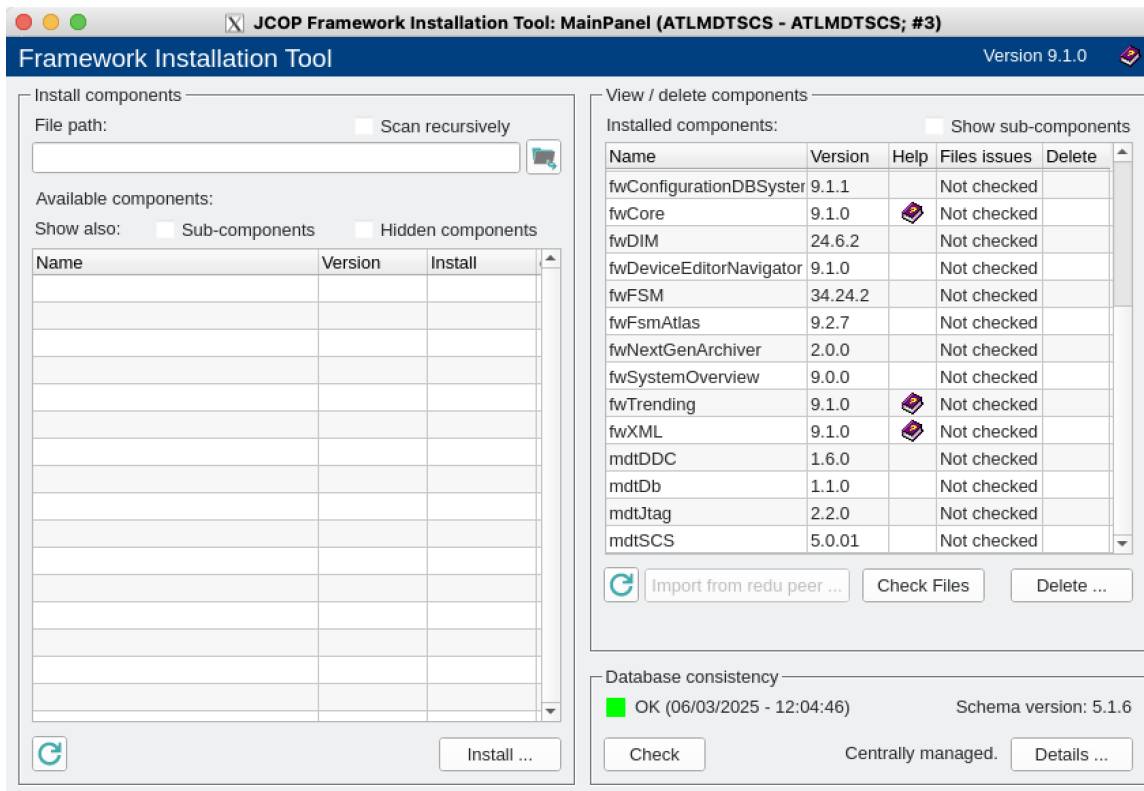 JCOP Framework Installation Tool: MainPanel (ATLMDTSCS - ATLMDTSCS; #3)
Framework Installation Tool
Version 9.1.0
Install components
File path:
Scan recursively
Available components:
Show also:
Sub-components
Hidden components
Name Version Install
Install ...
View / delete components
Installed components:
Show sub-components
Name Version Help Files issues Delete
fwConfigurationDBSyster 9.1.1 Not checked
fwCore 9.1.0 Not checked
fwDIM 24.6.2 Not checked
fwDeviceEditorNavigator 9.1.0 Not checked
fwFSM 34.24.2 Not checked
fwFsmAtlas 9.2.7 Not checked
fwNextGenArchiver 2.0.0 Not checked
fwSystemOverview 9.0.0 Not checked
fwTrending 9.1.0 Not checked
fwXML 9.1.0 Not checked
mdtDDC 1.6.0 Not checked
mdtDb 1.1.0 Not checked
mdtJtag 2.2.0 Not checked
mdtSCS 5.0.01 Not checked
Import from redu peer ...
Check Files
Delete ...
Database consistency
OK (06/03/2025 - 12:04:46)
Schema version: 5.1.6
Check
Centrally managed.
Details ...